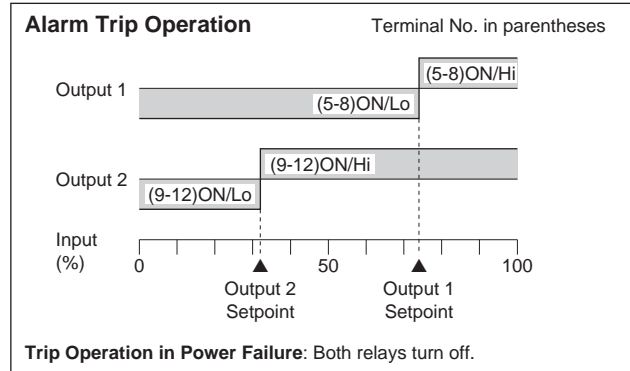 Alarm Trip Operation
Terminal No. in parentheses
Output 1
(5-8)ON/Hi
(5-8)ON/Lo
Output 2
(9-12)ON/Hi
(9-12)ON/Lo
Input
(%)
0
50
100
Output 2
Setpoint
Output 1
Setpoint
Trip Operation in Power Failure: Both relays turn off.